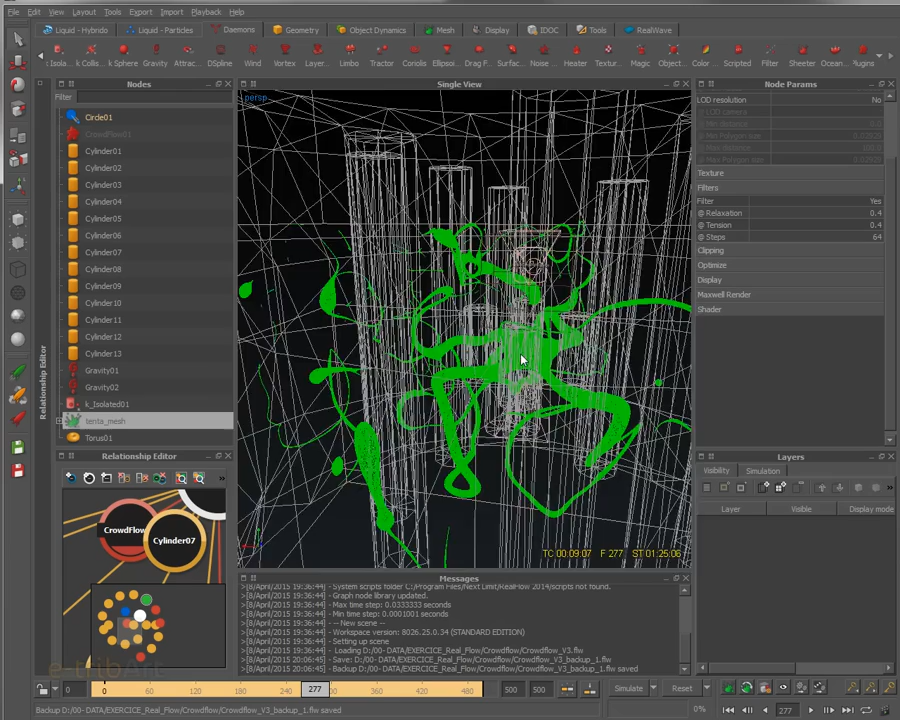 File Edit View Layout Tools Export Import Playback Help
Liquid - Hybrido Liquid - Particles Daemons Geometry Object Dynamics Mesh Display IDOC Tools RealWave
k Isola.. k Collis.. k Sphere Gravity Attrac... DSpline Wind Vortex Layer... Limbo Tractor Coriolis Ellipsoi... Drag F... Surfac... Noise ... Heater Textur... Magic Object... Color ... Scripted Filter Sheeter Ocean... Plugins
Nodes
Filter
Circle01
CrowdFlow01
Cylinder01
Cylinder02
Cylinder03
Cylinder04
Cylinder05
Cylinder06
Cylinder07
Cylinder08
Cylinder09
Cylinder10
Cylinder11
Cylinder12
Cylinder13
Gravity01
Gravity02
k_Isolated01
tenta_mesh
Torus01
Relationship Editor
Relationship Editor
CrowdFlow
Cylinder07
Single View
persp
TC 00:09:07 F 277 ST 01:25:06
Node Params
LOD resolution No
@ Min Polygon size
Texture
Filters
Filter Yes
@ Relaxation 0.4
@ Tension 0.4
@ Steps 64
Clipping
Optimize
Display
Maxwell Render
Shader
Layers
Visibility Simulation
Layer Visible Display mode
Messages
>[8/April/2015 19:36:44] - System scripts folder C:/Program Files/Next Limit/RealFlow 2014/scripts not found.
>[8/April/2015 19:36:44] - Graph node library updated.
>[8/April/2015 19:36:44] - Max time step: 0.0333333 seconds
>[8/April/2015 19:36:44] - Min time step: 0.0001001 seconds
>[8/April/2015 19:36:44] - -- New scene --
>[8/April/2015 19:36:44] - Workspace version: 8026.25.0.34 (STANDARD EDITION)
>[8/April/2015 19:36:44] - Setting up scene
>[8/April/2015 19:36:44] - Loading D:/00- DATA/EXERCICE_Real_Flow/Crowdflow/Crowdflow_V3.flw
>[8/April/2015 20:06:45] - Save: D:/00- DATA/EXERCICE_Real_Flow/Crowdflow/Crowdflow_V3_backup_1.flw
>[8/April/2015 20:06:45] - Backup D:/00- DATA/EXERCICE_Real_Flow/Crowdflow/Crowdflow_V3_backup_1.flw saved
0 0 60 120 180 240 277 300 360 420 480 500 500 Simulate Reset
0% 277
Backup D:/00- DATA/EXERCICE_Real_Flow/Crowdflow/Crowdflow_V3_backup_1.flw saved